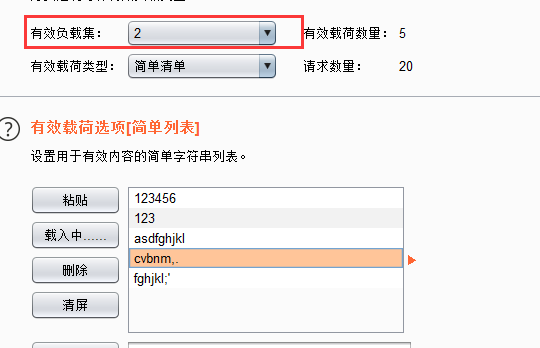 有效负载集： 2 有效载荷数量： 5
有效载荷类型： 简单清单 请求数量： 20
? 有效载荷选项[简单列表]
设置用于有效内容的简单字符串列表。
粘贴
载入中......
删除
清屏
123456
123
asdfghjkl
cvbnm,.
fghjkl;'